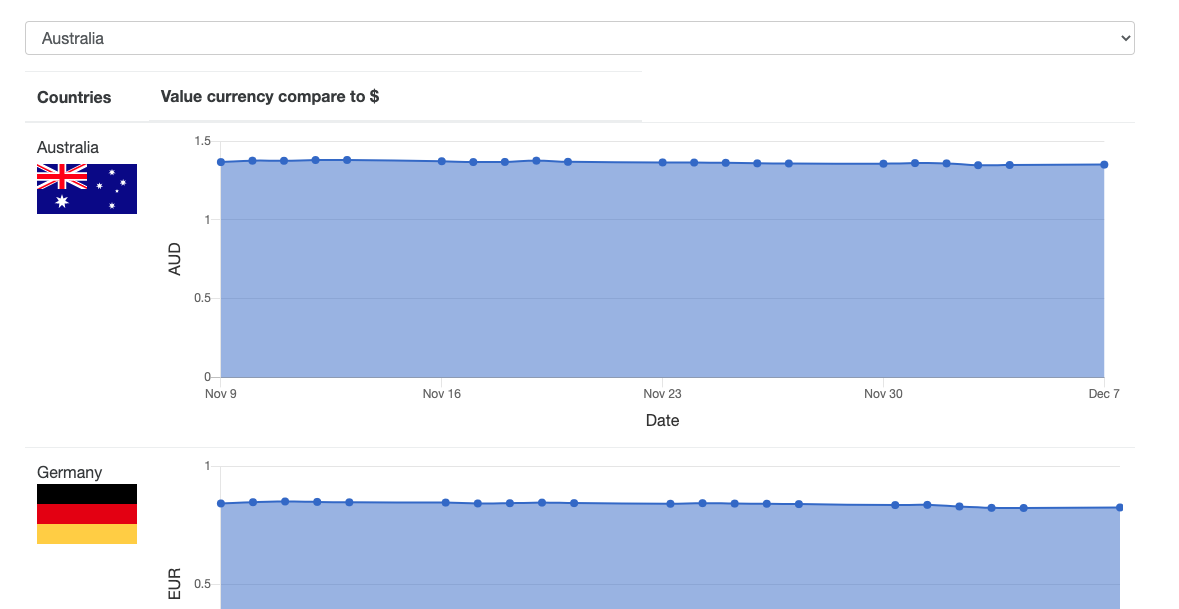 Australia
Countries
Value currency compare to $
Australia
1.5
1
0.5
0
AUD
Nov 9 Nov 16 Nov 23 Nov 30 Dec 7
Date
Germany
1
0.5
EUR